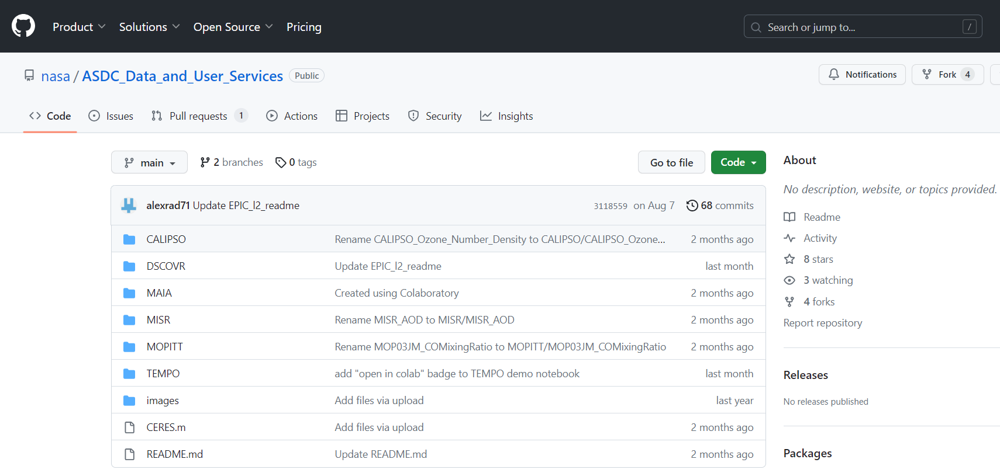 Product Solutions Open Source Pricing Search or jump to... /
nasa / ASDC_Data_and_User_Services Public Notifications Fork 4
Code Issues Pull requests 1 Actions Projects Security Insights
main 2 branches 0 tags Go to file Code
alexrad71 Update EPIC_l2_readme 3118559 on Aug 7 68 commits
CALIPSO Rename CALIPSO_Ozone_Number_Density to CALIPSO/CALIPSO_Ozone... 2 months ago
DSCOVR Update EPIC_l2_readme last month
MAIA Created using Colaboratory 2 months ago
MISR Rename MISR_AOD to MISR/MISR_AOD 2 months ago
MOPITT Rename MOP03JM_COMixingRatio to MOPITT/MOP03JM_COMixingRatio 2 months ago
TEMPO add "open in colab" badge to TEMPO demo notebook last month
images Add files via upload last year
CERES.m Add files via upload 2 months ago
README.md Update README.md 2 months ago
About
No description, website, or topics provided.
Readme
Activity
8 stars
3 watching
4 forks
Report repository
Releases
No releases published
Packages